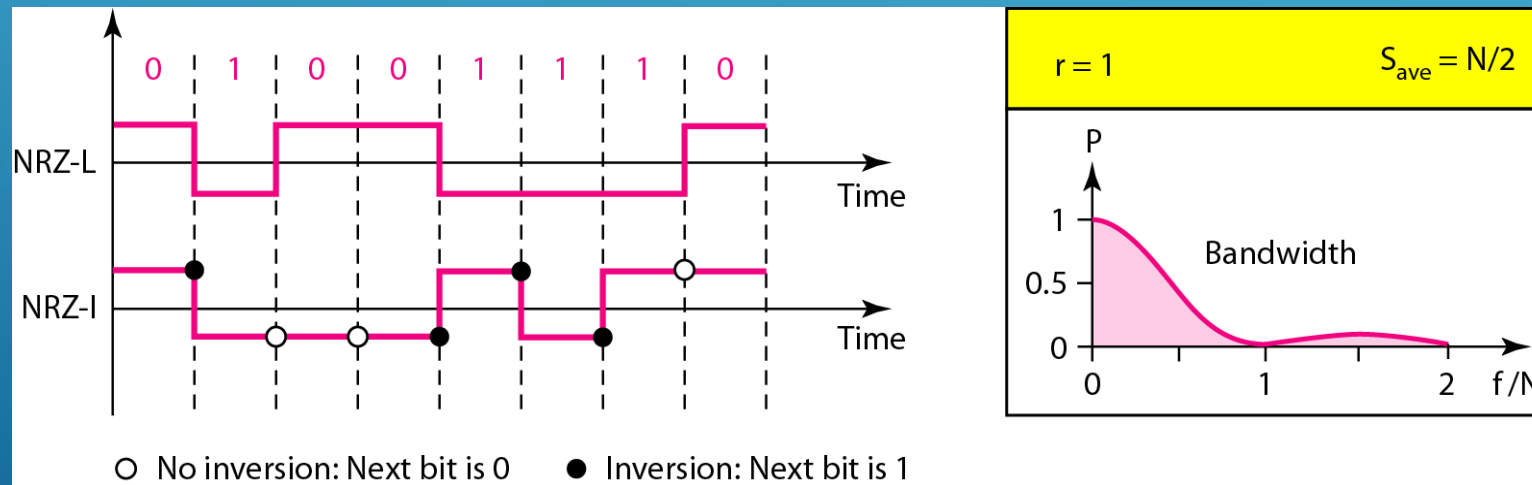 0 1 0 0 1 1 1 0
NRZ-L
Time
NRZ-I
Time
○ No inversion: Next bit is 0 ● Inversion: Next bit is 1
r = 1 Save = N/2
P
1
Bandwidth
0.5
0
0 1 2 f/N